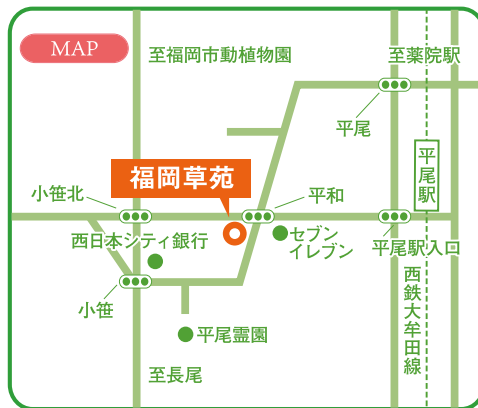 MAP
至福岡市動植物園
至薬院駅
平尾
平尾駅
福岡草苑
小笹北
平和
西日本シティ銀行
セブン
イレブン
平尾駅入口
西鉄大牟田線
小笹
平尾霊園
至長尾